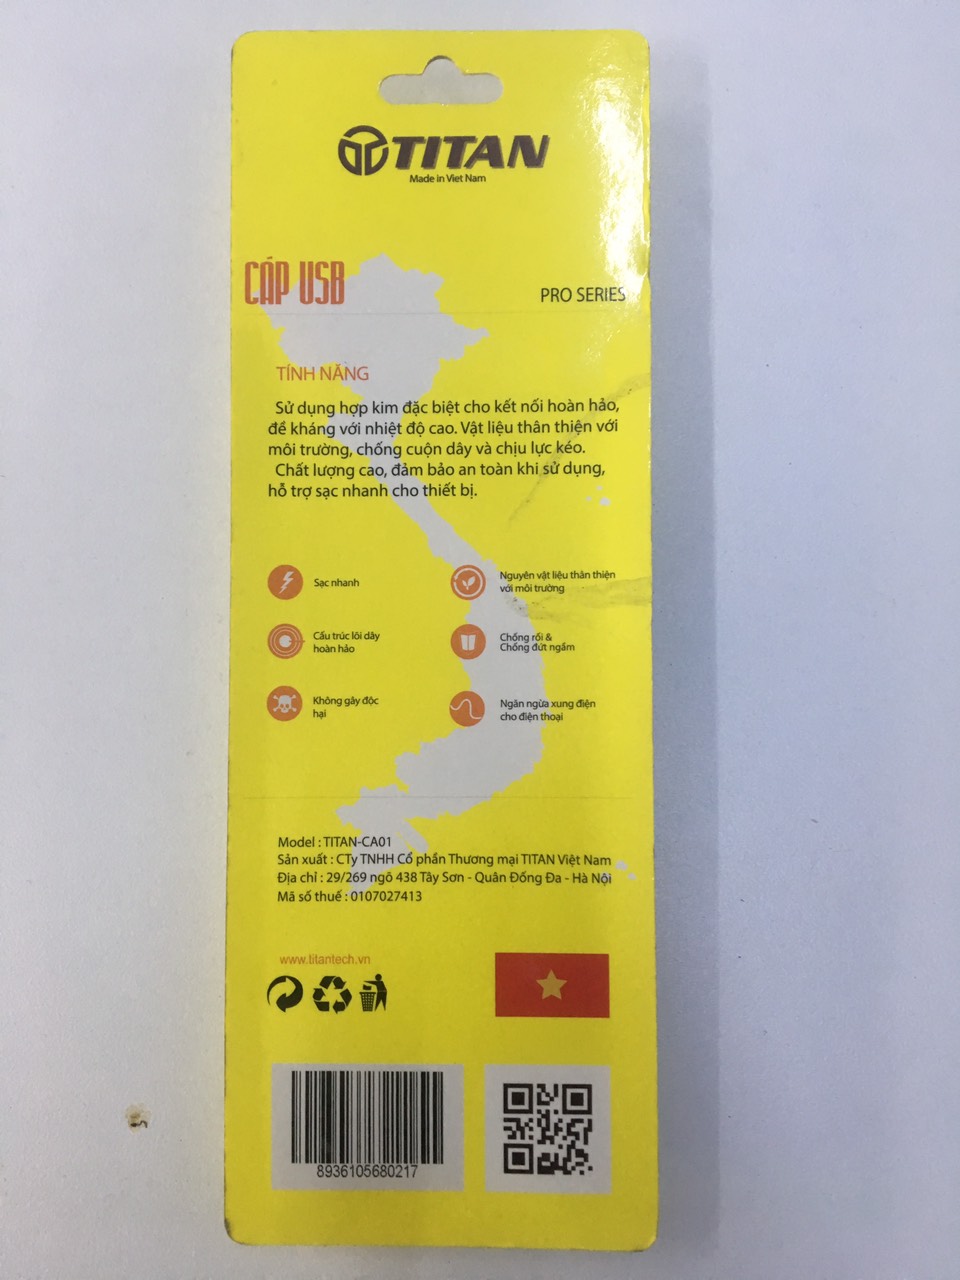 TITAN
Made in Viet Nam
CÁP USB
PRO SERIES
TÍNH NĂNG
Sử dụng hợp kim đặc biệt cho kết nối hoàn hảo,
đề kháng với nhiệt độ cao. Vật liệu thân thiện với
môi trường, chống cuộn dây và chịu lực kéo.
Chất lượng cao, đảm bảo an toàn khi sử dụng,
hỗ trợ sạc nhanh cho thiết bị.
Sạc nhanh
Nguyên vật liệu thân thiện
với môi trường
Cấu trúc lõi dây
hoàn hảo
Chống rối &
Chống đứt ngầm
Không gây độc
hại
Ngăn ngừa xung điện
cho điện thoại
Model : TITAN-CA01
Sản xuất : CTy TNHH Cổ phần Thương mại TITAN Việt Nam
Địa chỉ : 29/269 ngõ 438 Tây Sơn - Quân Đống Đa - Hà Nội
Mã số thuế : 0107027413
www.titantech.vn
8936105680217